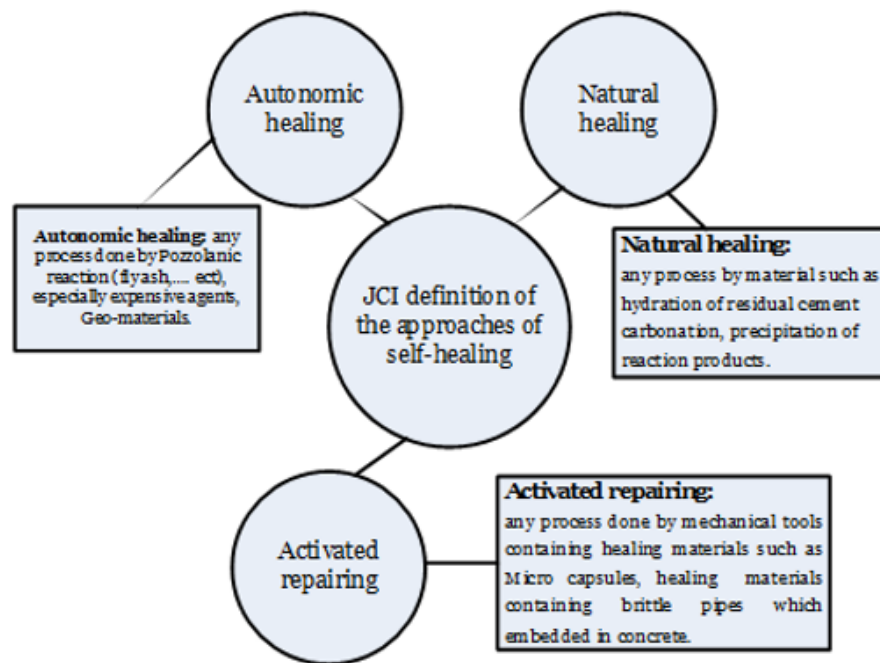 Autonomic
healing
Natural
healing
Autonomic healing: any
process done by Pozzolanic
reaction (fly ash,.... ect),
especially expensive agents,
Geo-materials.
JCI definition of
the approaches of
self-healing
Natural healing:
any process by material such as
hydration of residual cement
carbonation, precipitation of
reaction products.
Activated
repairing
Activated repairing:
any process done by mechanical tools
containing healing materials such as
Micro capsules, healing materials
containing brittle pipes which
embedded in concrete.